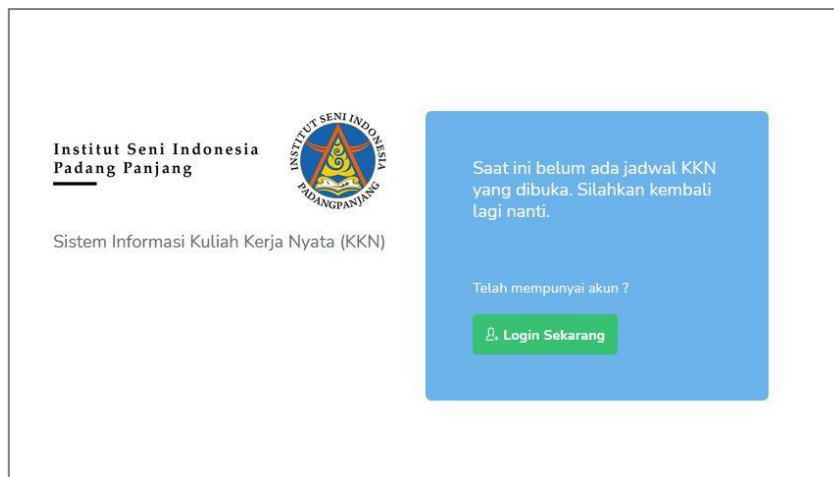 Institut Seni Indonesia
Padang Panjang
INSTITUT SENI INDONESIA
PADANGPANJANG
Sistem Informasi Kuliah Kerja Nyata (KKN)
Saat ini belum ada jadwal KKN
yang dibuka. Silahkan kembali
lagi nanti.
Telah mempunyai akun ?
Login Sekarang